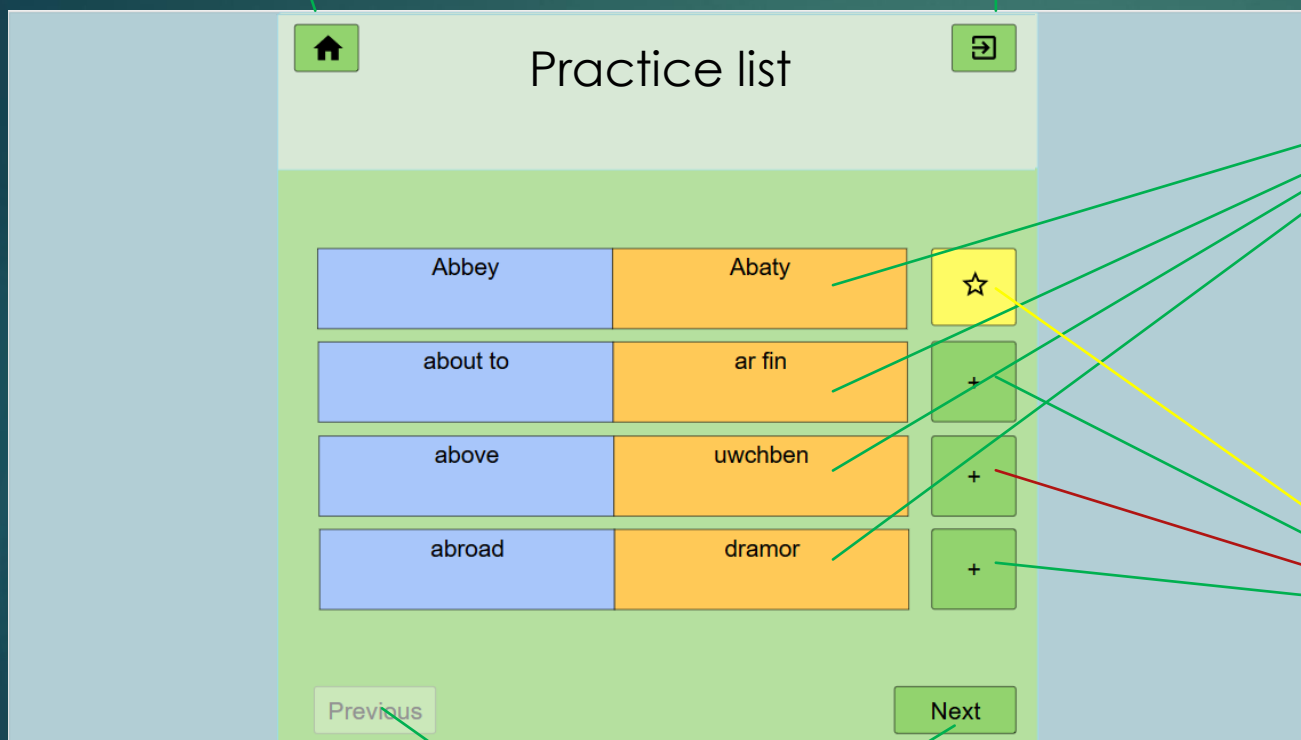 Practice list
Abbey Abaty
about to ar fin
+
above uwchben
+
abroad dramor
+
Previous Next